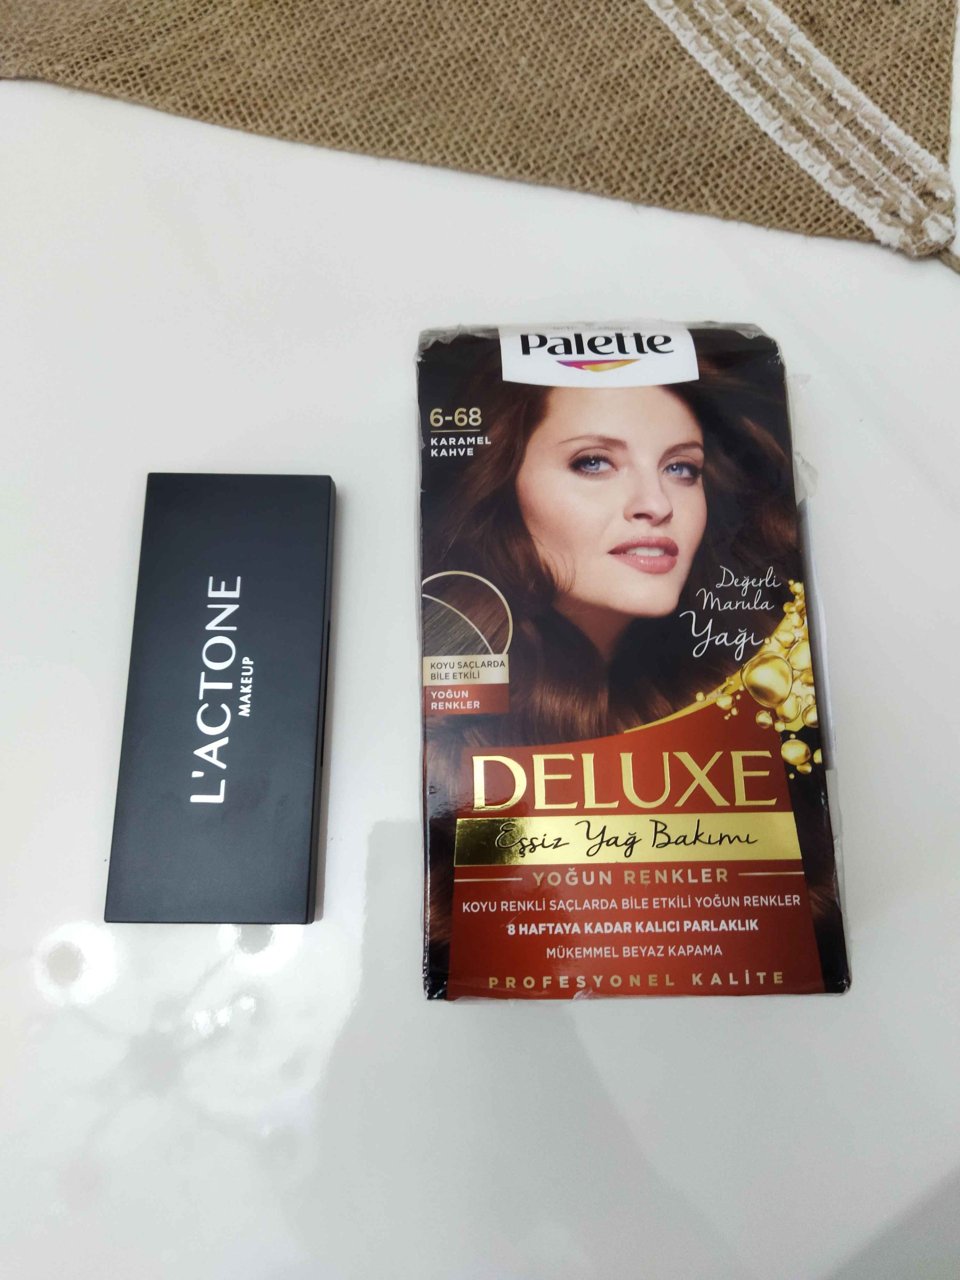 L'ACTONE
MAKEUP
Palette
6-68
KARAMEL
KAHVE
Değerli
Marula
Yağı
KOYU SAÇLARDA
BİLE ETKİLİ
YOĞUN
RENKLER
DELUXE
Eşsiz Yağ Bakımı
YOĞUN RENKLER
KOYU RENKLİ SAÇLARDA BİLE ETKİLİ YOĞUN RENKLER
8 HAFTAYA KADAR KALICI PARLAKLIK
MÜKEMMEL BEYAZ KAPAMA
PROFESYONEL KALİTE